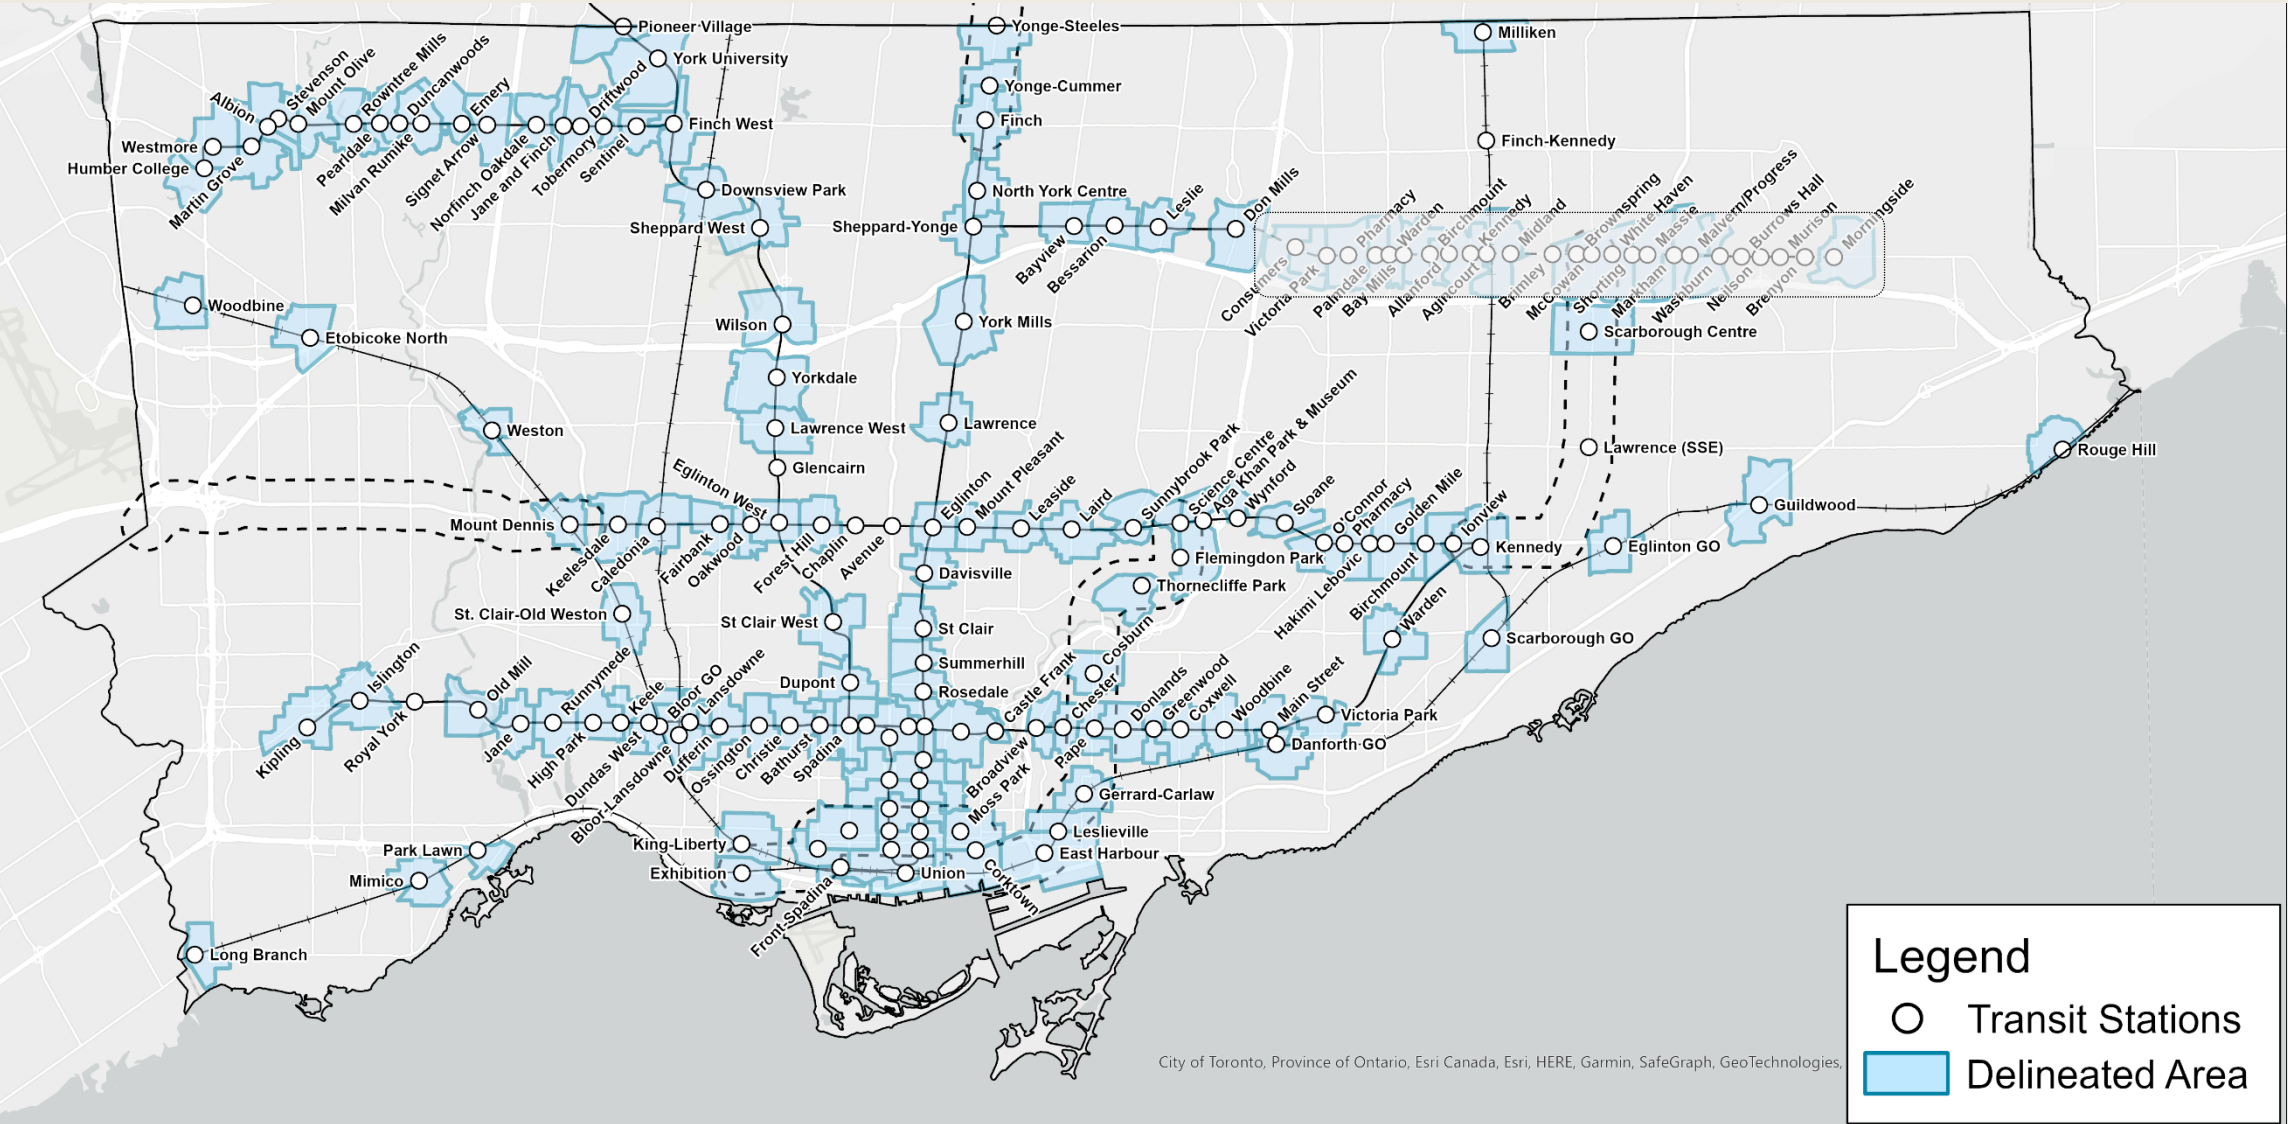 Pioneer Village
Yonge-Steeles
Milliken
York University
Yonge-Cummer
Stevenson
Mount Olive
Rowntree Mills
Duncanwoods
Emery
Driftwood
Albion
Finch West
Finch
Finch-Kennedy
Westmore
Humber College
Martin Grove
Pearldale
Milvan Rumike
Signet Arrow
Norfinch Oakdale
Jane and Finch
Tobermory
Sentinel
Downsview Park
North York Centre
Leslie
Don Mills
Sheppard West
Sheppard-Yonge
Bayview
Bessarion
Pharmacy
Warden
Birchmount
Kennedy
Midland
Brownspring
White Haven
Massie
Malvern/Progress
Burrows Hall
Murison
Morningside
Consumers
Victoria Park
Palmdale
Bay Mills
Allanford
Agincourt
Brimley
McCowan
Shorting
Markham
Washburn
Neilson
Brenyon
Woodbine
Etobicoke North
Wilson
York Mills
Scarborough Centre
Yorkdale
Weston
Lawrence West
Lawrence
Lawrence (SSE)
Rouge Hill
Glencairn
Eglinton West
Eglinton
Mount Pleasant
Leaside
Laird
Sunnybrook Park
Science Centre
Aga Khan Park & Museum
Wynford
Sloane
O'Connor
Pharmacy
Golden Mile
Ionview
Guildwood
Mount Dennis
Keelesdale
Caledonia
Fairbank
Oakwood
Forest Hill
Chaplin
Avenue
Flemingdon Park
Hakimi Lebovic
Birchmount
Kennedy
Eglinton GO
Davisville
Thorncliffe Park
St. Clair-Old Weston
St Clair West
St Clair
Cosburn
Warden
Scarborough GO
Summerhill
Dupont
Rosedale
Islington
Old Mill
Runnymede
Keele
Bloor GO
Lansdowne
Castle Frank
Chester
Donlands
Greenwood
Coxwell
Woodbine
Main Street
Victoria Park
Kipling
Royal York
Jane
High Park
Dundas West
Bloor-Lansdowne
Dufferin
Ossington
Christie
Bathurst
Spadina
Broadview
Pape
Danforth GO
Moss Park
Gerrard-Carlaw
Leslieville
King-Liberty
East Harbour
Park Lawn
Mimico
Exhibition
Union
Corktown
Front-Spadina
Long Branch
Legend
Transit Stations
Delineated Area
City of Toronto, Province of Ontario, Esri Canada, Esri, HERE, Garmin, SafeGraph, GeoTechnologies,